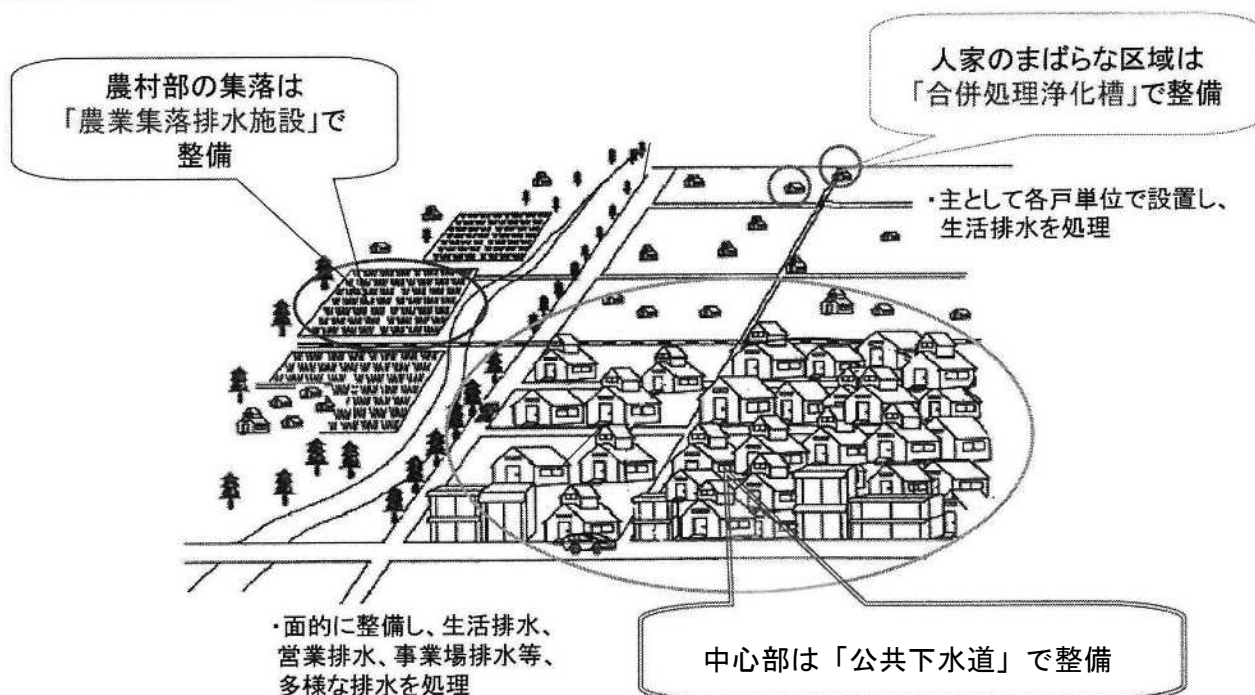 農村部の集落は
「農業集落排水施設」で
整備
人家のまばらな区域は
「合併処理浄化槽」で整備
・主として各戸単位で設置し、
生活排水を処理
・面的に整備し、生活排水、
営業排水、事業場排水等、
多様な排水を処理
中心部は「公共下水道」で整備